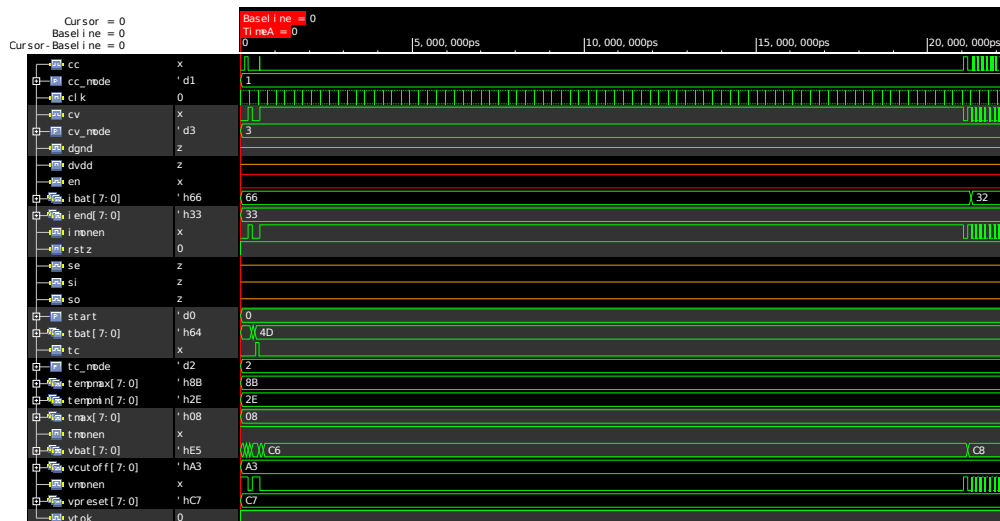 Cursor = 0
Baseline = 0
Cursor-Baseline = 0
Baseline = 0
TimeA = 0
0 5,000,000ps 10,000,000ps 15,000,000ps 20,000,000ps
cc x
cc_mode 'd1 1
clk 0
cv x
cv_mode 'd3 3
dgnd z
dvdd z
en x
ibat[7:0] 'h66 66 32
iend[7:0] 'h33 33
imonen x
rstz 0
se z
si z
so z
start 'd0 0
tbat[7:0] 'h64 4D
tc x
tc_mode 'd2 2
tempmax[7:0] 'h8B 8B
tempmin[7:0] 'h2E 2E
tmax[7:0] 'h08 08
tmonen x
vbat[7:0] 'hE5 C6 C8
vcutoff[7:0] 'hA3 A3
vmonen x
vpreset[7:0] 'hC7 C7
vtok 0